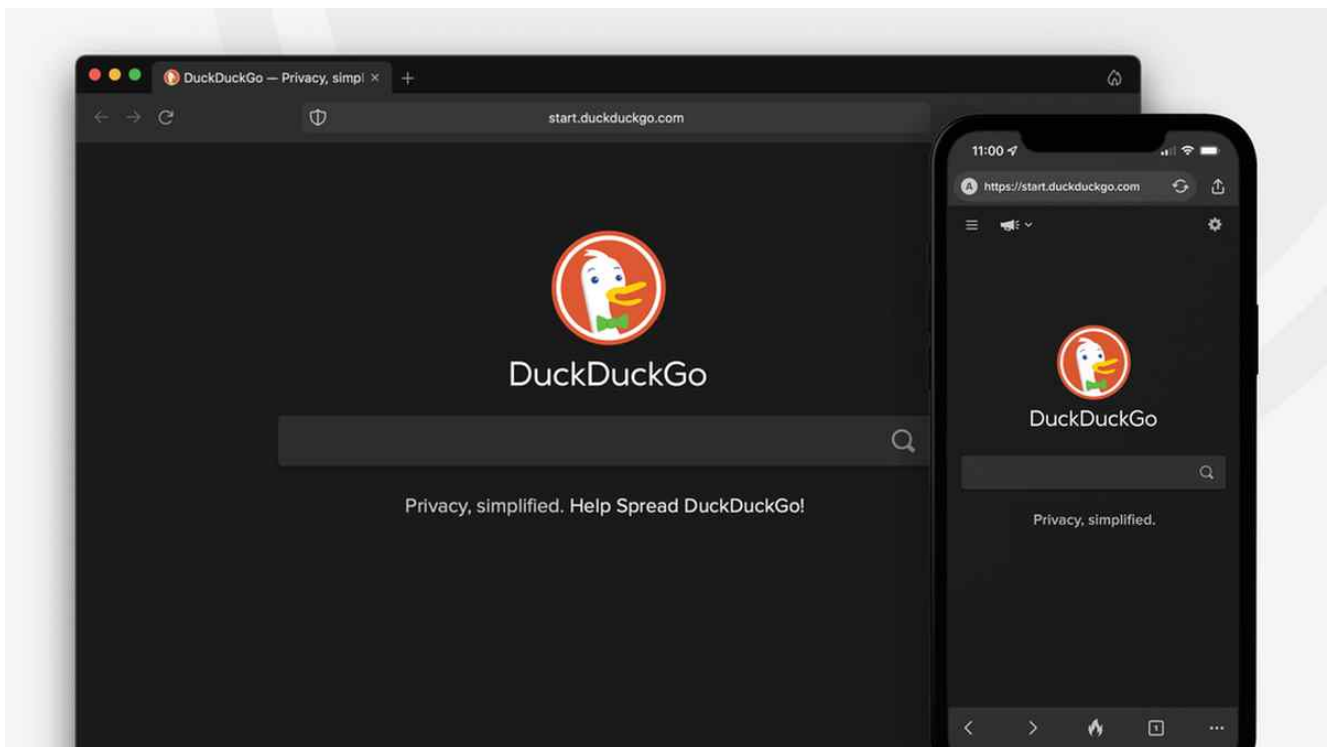 DuckDuckGo — Privacy, simpl
start.duckduckgo.com
DuckDuckGo
Privacy, simplified. Help Spread DuckDuckGo!
11:00
A https://start.duckduckgo.com
DuckDuckGo
Privacy, simplified.
1